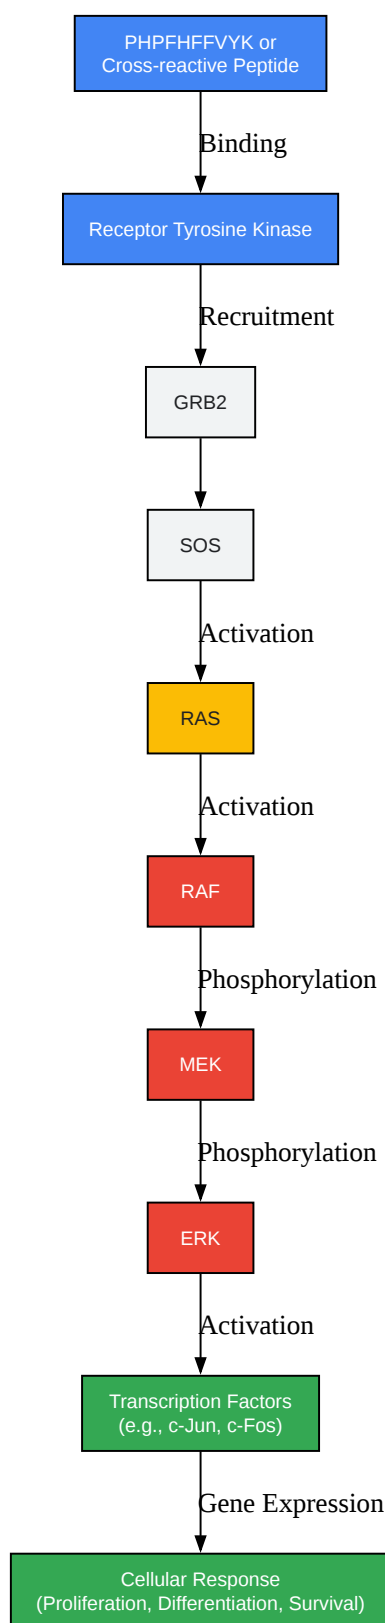 PHPFHFFVYK or
Cross-reactive Peptide
Binding
Receptor Tyrosine Kinase
Recruitment
GRB2
SOS
Activation
RAS
Activation
RAF
Phosphorylation
MEK
Phosphorylation
ERK
Activation
Transcription Factors
(e.g., c-Jun, c-Fos)
Gene Expression
Cellular Response
(Proliferation, Differentiation, Survival)